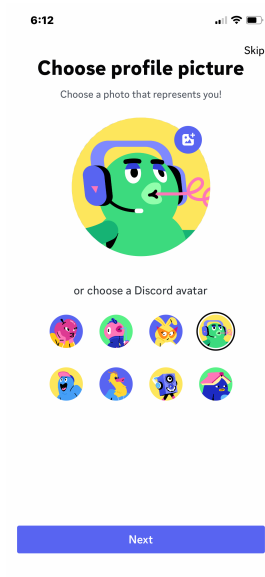 6:12
Skip
Choose profile picture
Choose a photo that represents you!
or choose a Discord avatar
Next